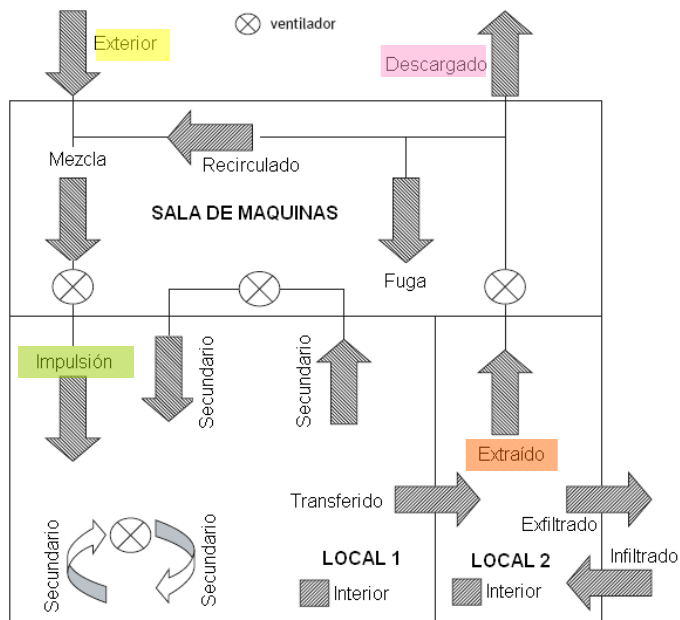 ventilador
Exterior
Descargado
Mezcla
Recirculado
SALA DE MAQUINAS
Fuga
Impulsión
Secundario
Secundario
Extraído
Transferido
Exfiltrado
Secundario
Secundario
LOCAL 1
LOCAL 2
Infiltrado
Interior
Interior